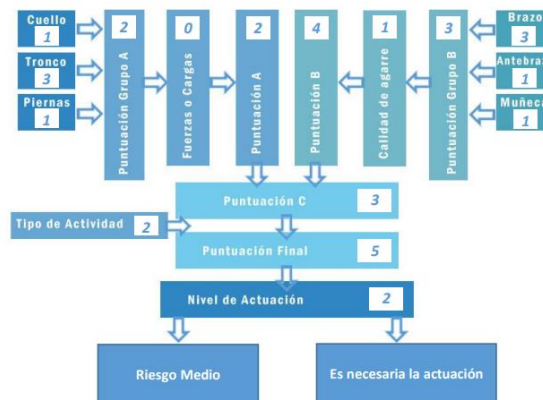 Cuello
1
Tronco
3
Piernas
1
2
Puntuación Grupo A
0
Fuerzas o Cargas
2
Puntuación A
4
Puntuación B
1
Calidad de agarre
3
Puntuación Grupo B
Brazo
3
Antebraz
1
Muñeca
1
Puntuación C 3
Tipo de Actividad 2
Puntuación Final 5
Nivel de Actuación 2
Riesgo Medio
Es necesaria la actuación